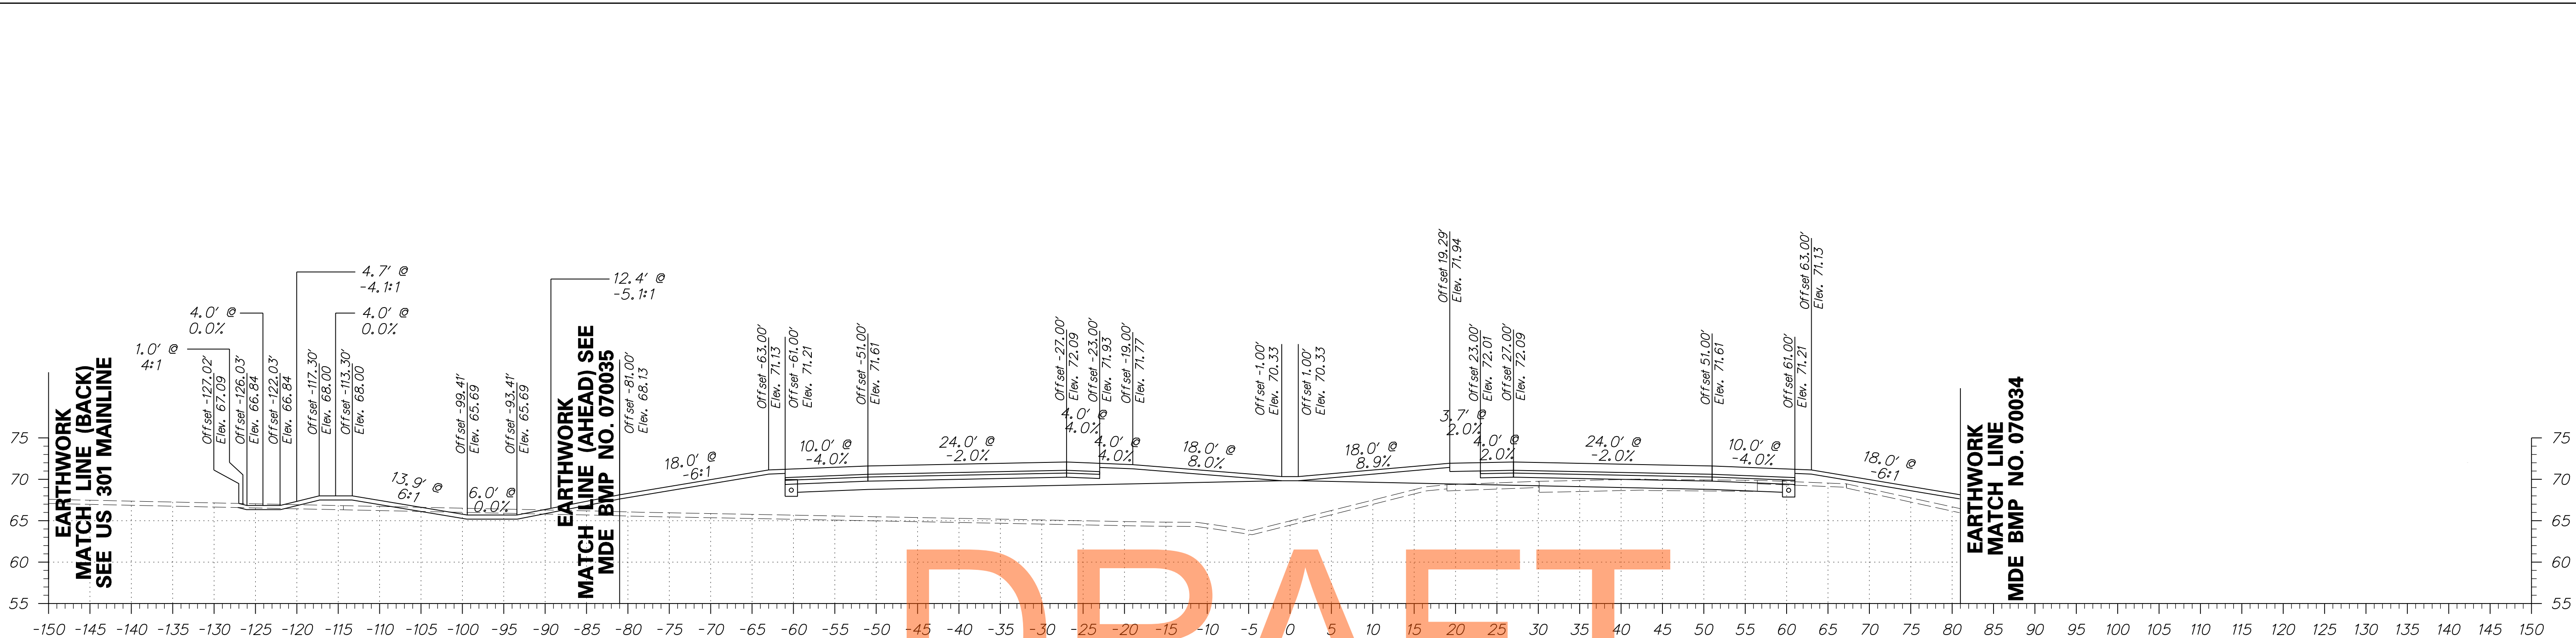 EARTHWORK
MATCH LINE (BACK)
SEE US 301 MAINLINE
1.0' @
4:1
4.0' @
0.0%
4.7' @
-4.1:1
4.0' @
0.0%
Offset -127.02'
Elev. 67.09
Offset -126.03'
Elev. 66.84
Offset -122.03'
Elev. 66.84
Offset -117.30'
Elev. 68.00
Offset -113.30'
Elev. 68.00
13.9' @
6:1
Offset -99.41'
Elev. 65.69
6.0' @
0.0%
Offset -93.41'
Elev. 65.69
12.4' @
-5.1:1
EARTHWORK
MATCH LINE (AHEAD) SEE
MDE BMP NO. 070035
Offset -81.00'
Elev. 68.13
18.0' @
-6:1
Offset -63.00'
Elev. 71.13
Offset -61.00'
Elev. 71.21
10.0' @
-4.0%
Offset -51.00'
Elev. 71.61
24.0' @
-2.0%
Offset -27.00'
Elev. 72.09
4.0' @
4.0%
Offset -23.00'
Elev. 71.93
4.0' @
4.0%
Offset -19.00'
Elev. 71.77
18.0' @
8.0%
Offset -1.00'
Elev. 70.33
Offset 1.00'
Elev. 70.33
18.0' @
8.9%
Offset 19.29'
Elev. 71.94
3.7' @
2.0%
Offset 23.00'
Elev. 72.01
4.0' @
2.0%
Offset 27.00'
Elev. 72.09
24.0' @
-2.0%
Offset 51.00'
Elev. 71.61
10.0' @
-4.0%
Offset 61.00'
Elev. 71.21
Offset 63.00'
Elev. 71.13
18.0' @
-6:1
EARTHWORK
MATCH LINE
MDE BMP NO. 070034
75
70
65
60
55
75
70
65
60
55
DRAFT
-150 -145 -140 -135 -130 -125 -120 -115 -110 -105 -100 -95 -90 -85 -80 -75 -70 -65 -60 -55 -50 -45 -40 -35 -30 -25 -20 -15 -10 -5 0 5 10 15 20 25 30 35 40 45 50 55 60 65 70 75 80 85 90 95 100 105 110 115 120 125 130 135 140 145 150